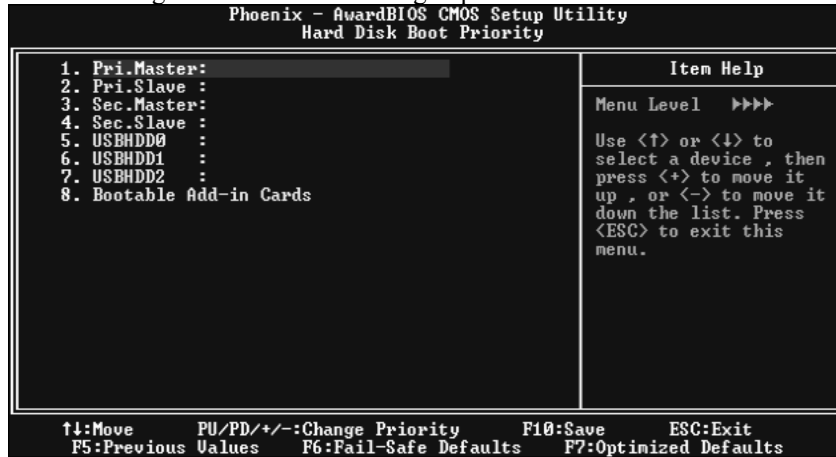 Phoenix - AwardBIOS CMOS Setup Utility
Hard Disk Boot Priority
1. Pri.Master:
2. Pri.Slave :
3. Sec.Master:
4. Sec.Slave :
5. USBHDD0 :
6. USBHDD1 :
7. USBHDD2 :
8. Bootable Add-in Cards
Item Help
Menu Level ▶▶▶▶
Use <↑> or <↓> to
select a device , then
press <+> to move it
up , or <-> to move it
down the list. Press
<ESC> to exit this
menu.
↑↓:Move PU/PD/+/-:Change Priority F10:Save ESC:Exit
F5:Previous Values F6:Fail-Safe Defaults F7:Optimized Defaults